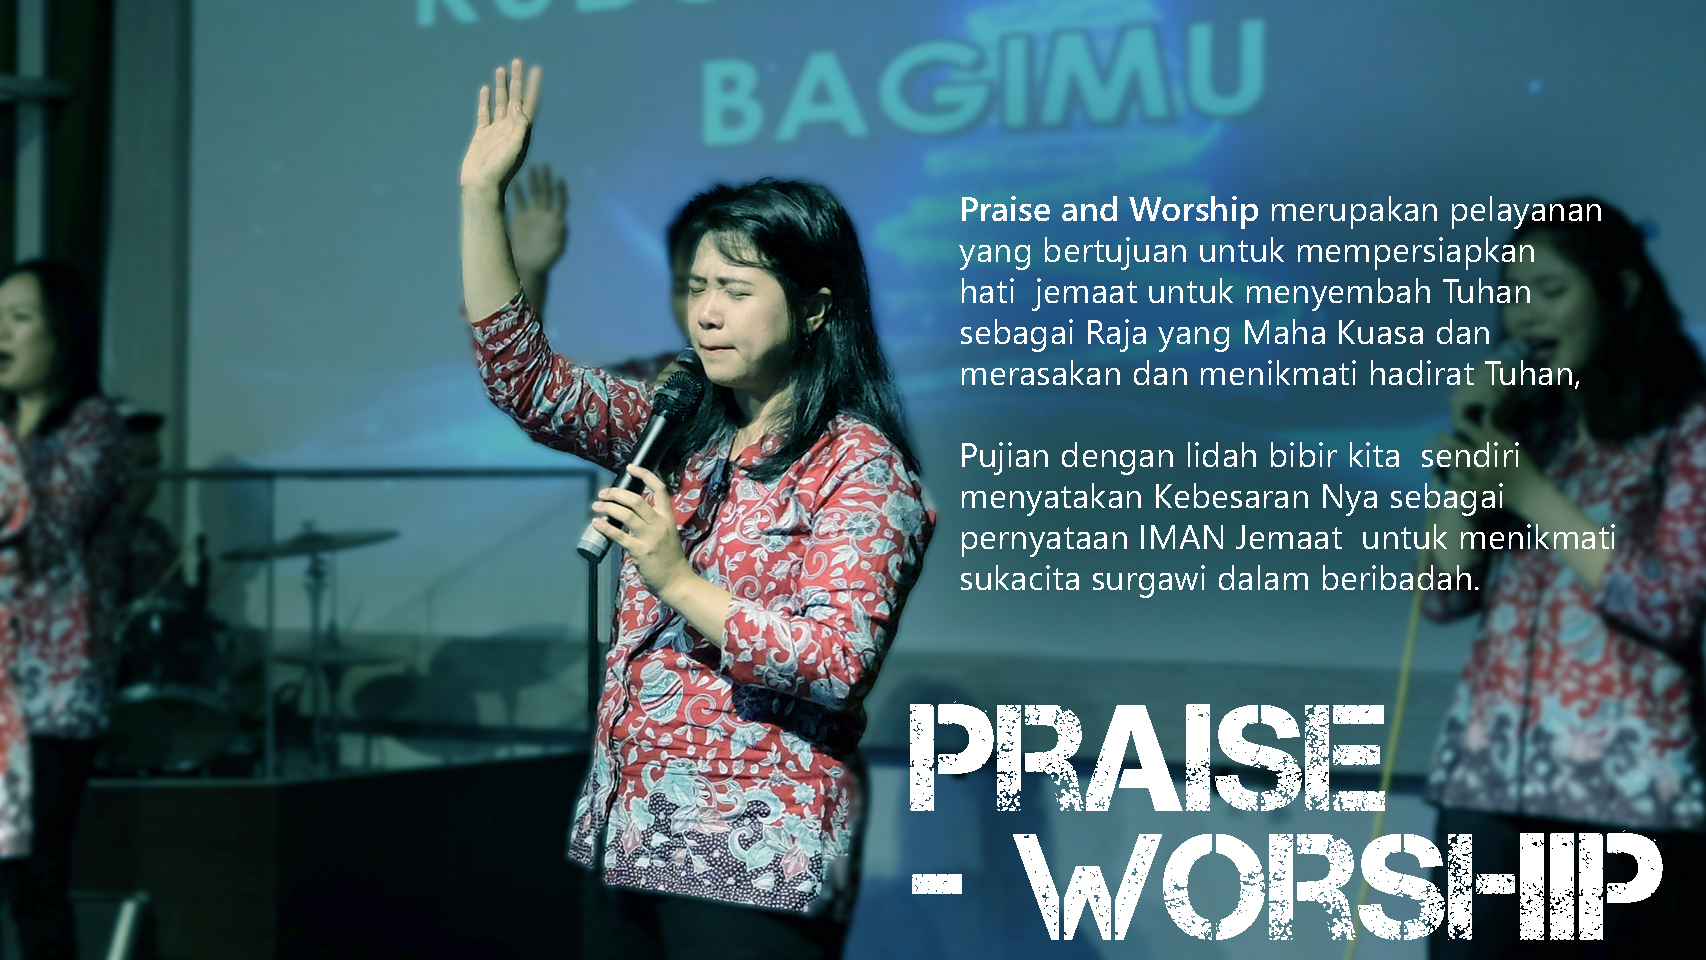 BAGIMU
Praise and Worship merupakan pelayanan
yang bertujuan untuk mempersiapkan
hati  jemaat untuk menyembah Tuhan
sebagai Raja yang Maha Kuasa dan
merasakan dan menikmati hadirat Tuhan,
Pujian dengan lidah bibir kita  sendiri
menyatakan Kebesaran Nya sebagai
pernyataan IMAN Jemaat  untuk menikmati
sukacita surgawi dalam beribadah.
PRAISE
- WORSHIP